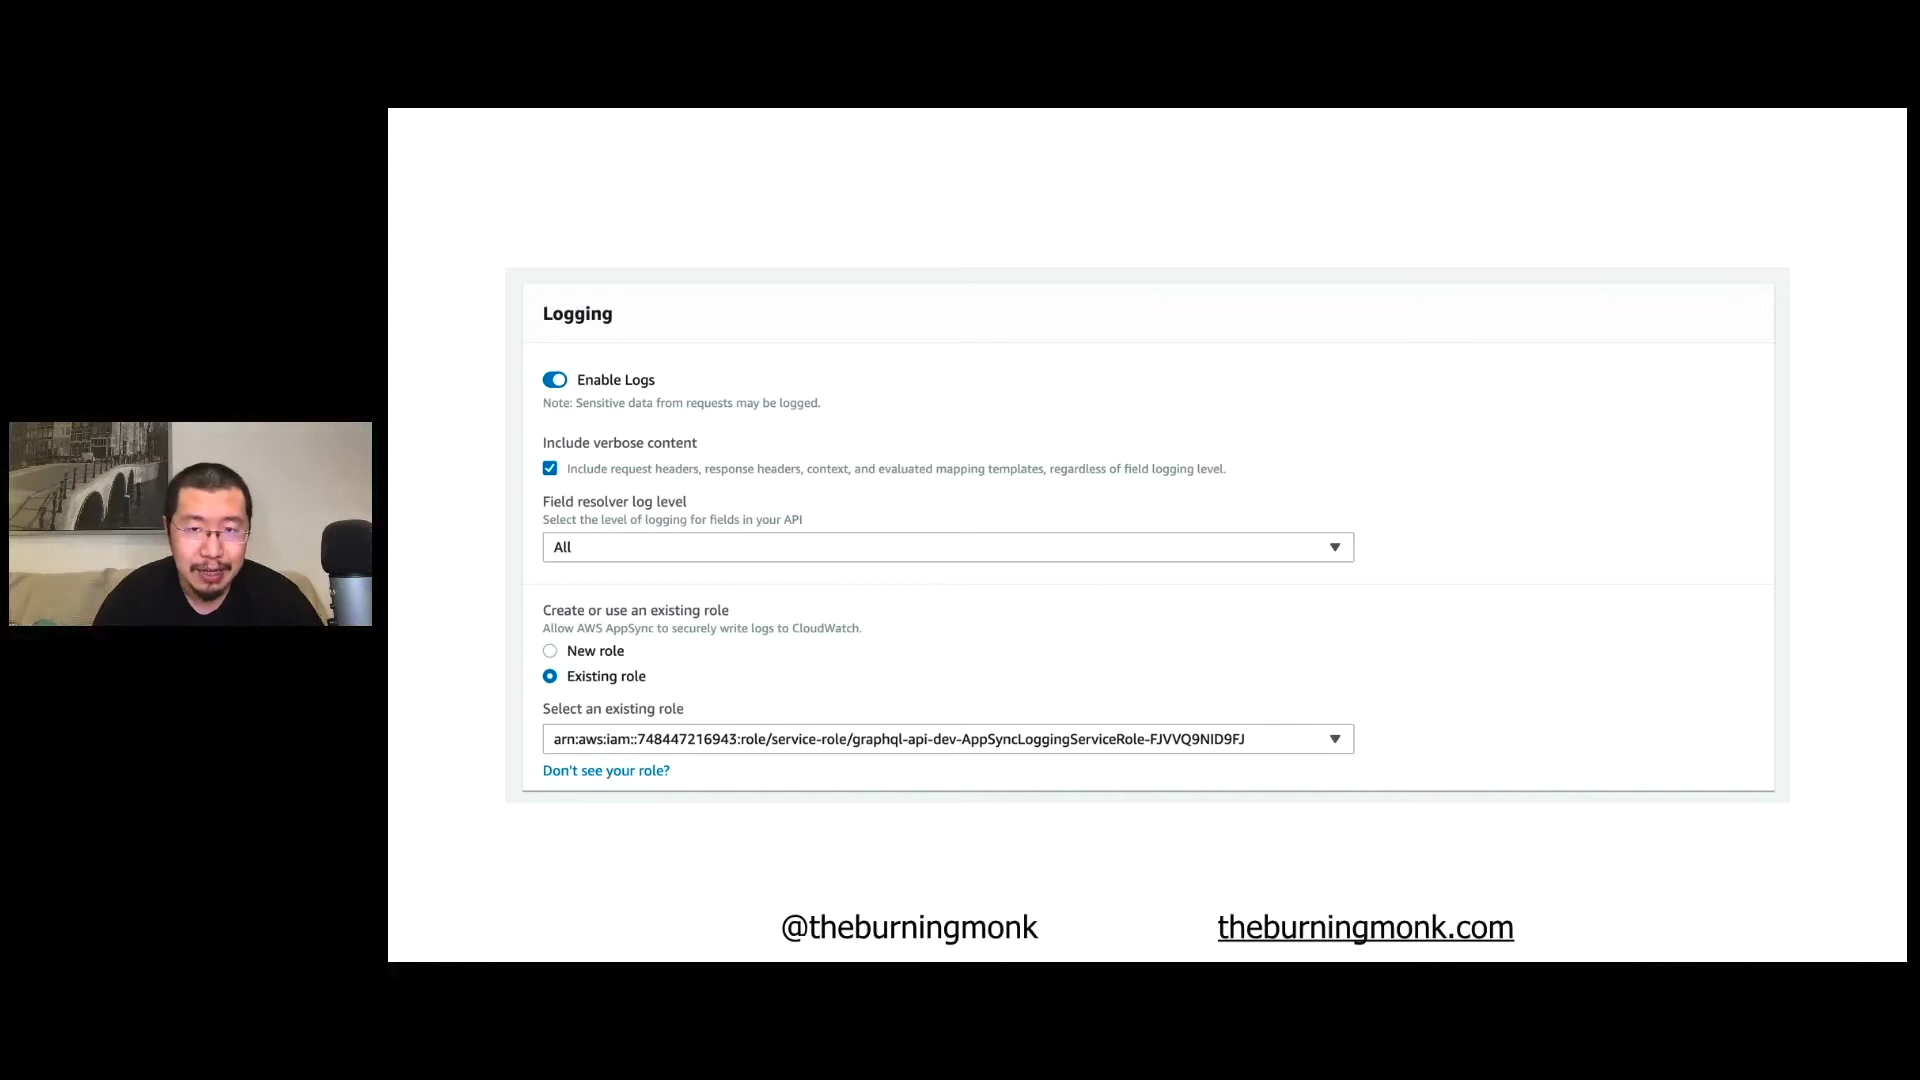 Logging
Enable Logs
Note: Sensitive data from requests may be logged.
Include verbose content
Include request headers, response headers, context, and evaluated mapping templates, regardless of field logging level.
Field resolver log level
Select the level of logging for fields in your API
All
Create or use an existing role
Allow AWS AppSync to securely write logs to CloudWatch.
New role
Existing role
Select an existing role
arn:aws:iam::748447216943:role/service-role/graphql-api-dev-AppSyncLoggingServiceRole-FJVVQ9NID9FJ
Don't see your role?
@theburningmonk
theburningmonk.com